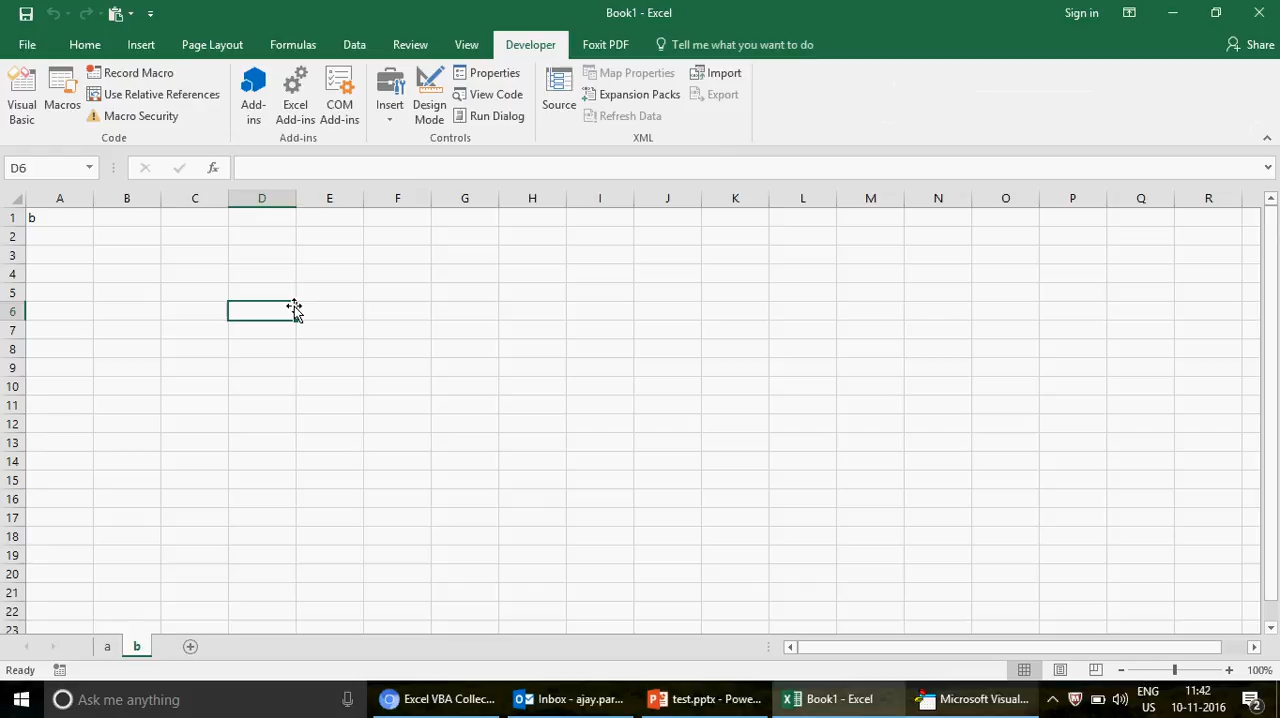 Book1 - Excel
Sign in
File Home Insert Page Layout Formulas Data Review View Developer Foxit PDF Tell me what you want to do Share
Visual Basic
Macros
Record Macro
Use Relative References
Macro Security
Code
Add-ins
Excel Add-ins
COM Add-ins
Add-ins
Insert
Design Mode
Properties
View Code
Run Dialog
Controls
Source
Map Properties
Expansion Packs
Refresh Data
Import
Export
XML
D6
fx
A B C D E F G H I J K L M N O P Q R
1 b
2
3
4
5
6
7
8
9
10
11
12
13
14
15
16
17
18
19
20
21
22
23
a b
Ready
100%
Ask me anything
Excel VBA Collec...
Inbox - ajay.par...
test.pptx - Powe...
Book1 - Excel
Microsoft Visual...
ENG
US
11:42
10-11-2016
2